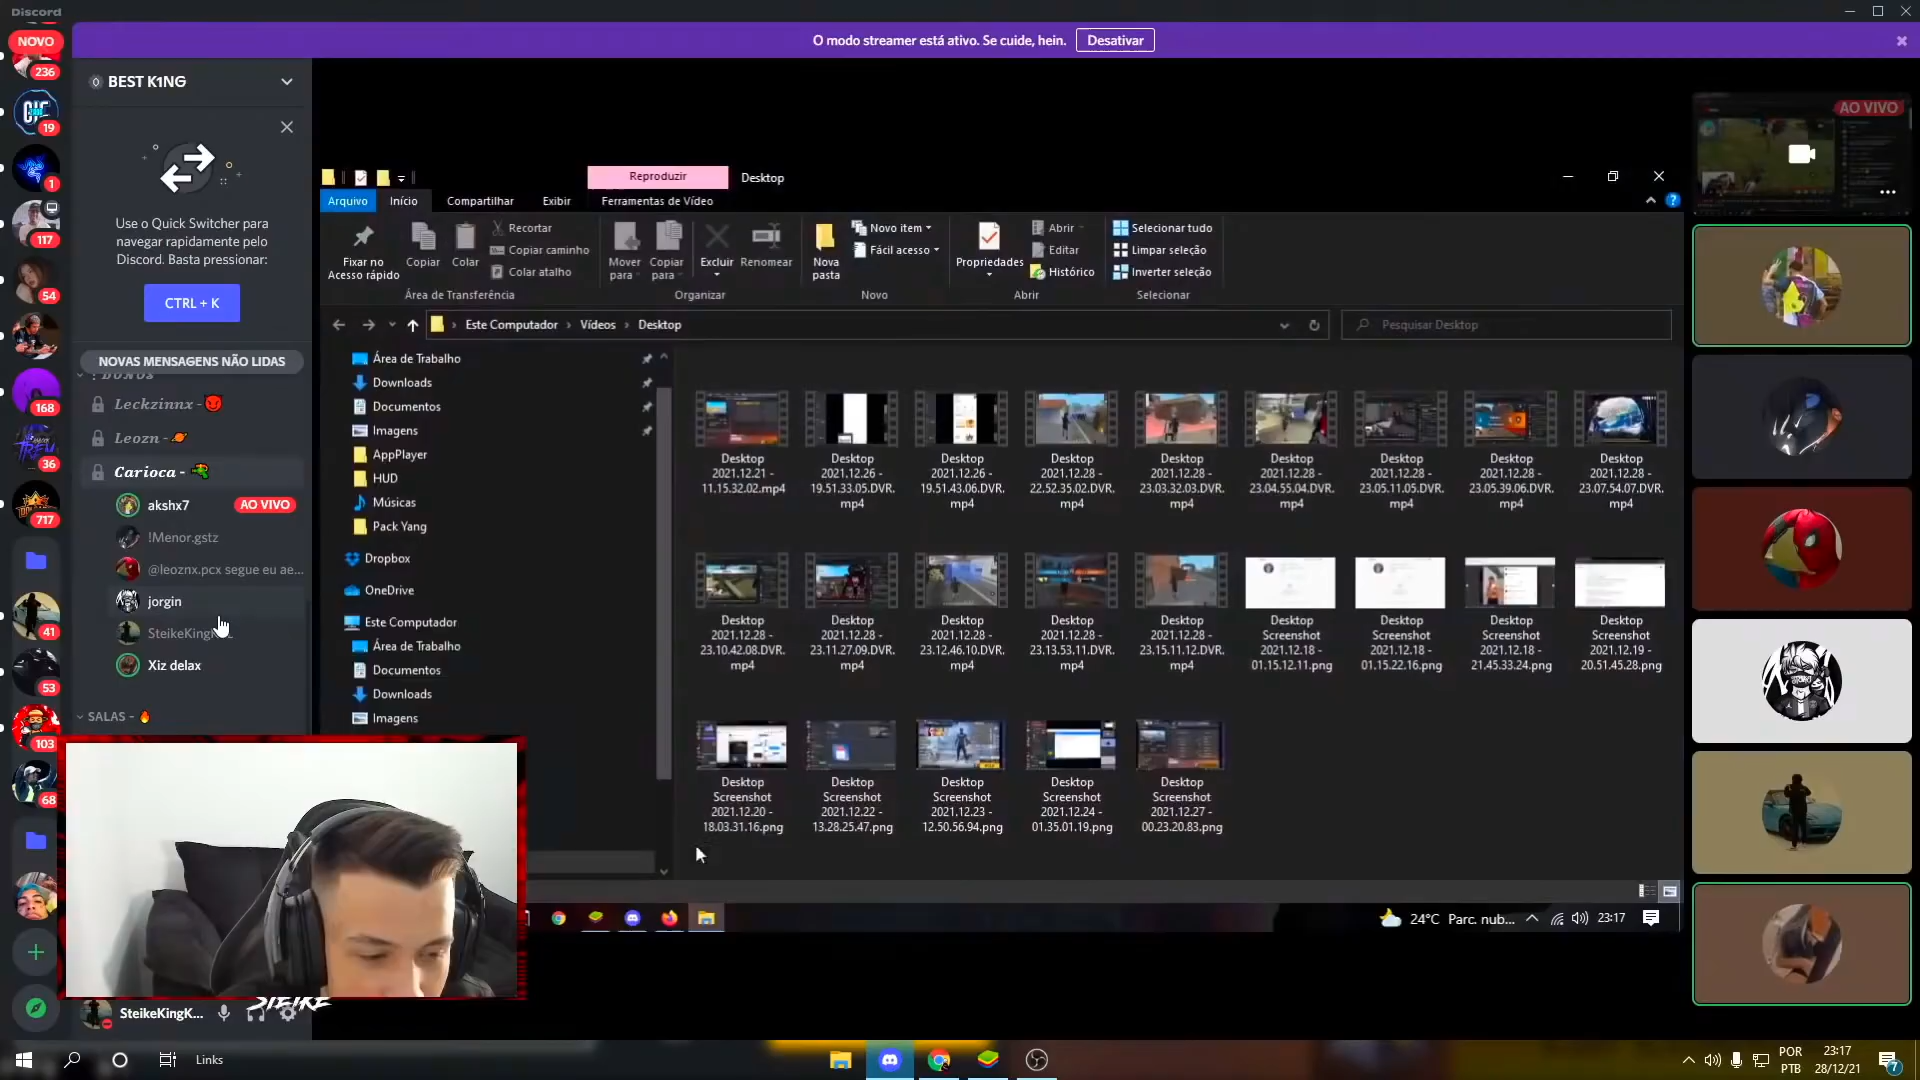 Discord
NOVO
O modo streamer está ativo. Se cuide, hein.
Desativar
236
19
1
117
54
168
36
717
41
53
103
68
BEST K1NG
Use o Quick Switcher para
navegar rapidamente pelo
Discord. Basta pressionar:
CTRL + K
NOVAS MENSAGENS NÃO LIDAS
Leckzinnx -
Leozn -
Carioca -
akshx7
AO VIVO
!Menor.gstz
@leoznx.pcx segue eu ae...
jorgin
Xiz delax
SALAS -
SteikeKingK...
Reproduzir
Desktop
Arquivo
Início
Compartilhar
Exibir
Ferramentas de Vídeo
Fixar no
Acesso rápido
Copiar
Colar
Recortar
Copiar caminho
Colar atalho
Área de Transferência
Mover
para
Copiar
para
Excluir
Renomear
Organizar
Nova
pasta
Novo item
Fácil acesso
Novo
Propriedades
Abrir
Editar
Histórico
Abrir
Selecionar tudo
Limpar seleção
Inverter seleção
Selecionar
Este Computador
Vídeos
Desktop
Pesquisar Desktop
Área de Trabalho
Downloads
Documentos
Imagens
AppPlayer
HUD
Músicas
Pack Yang
Dropbox
OneDrive
Este Computador
Área de Trabalho
Documentos
Downloads
Imagens
Desktop
2021.12.21 -
11.15.32.02.mp4
Desktop
2021.12.26 -
19.51.33.05.DVR.
mp4
Desktop
2021.12.26 -
19.51.43.06.DVR.
mp4
Desktop
2021.12.28 -
22.52.35.02.DVR.
mp4
Desktop
2021.12.28 -
23.03.32.03.DVR.
mp4
Desktop
2021.12.28 -
23.04.55.04.DVR.
mp4
Desktop
2021.12.28 -
23.05.11.05.DVR.
mp4
Desktop
2021.12.28 -
23.05.39.06.DVR.
mp4
Desktop
2021.12.28 -
23.07.54.07.DVR.
mp4
Desktop
2021.12.28 -
23.10.42.08.DVR.
mp4
Desktop
2021.12.28 -
23.11.27.09.DVR.
mp4
Desktop
2021.12.28 -
23.12.46.10.DVR.
mp4
Desktop
2021.12.28 -
23.13.53.11.DVR.
mp4
Desktop
2021.12.28 -
23.15.11.12.DVR.
mp4
Desktop
Screenshot
2021.12.18 -
01.15.12.11.png
Desktop
Screenshot
2021.12.18 -
01.15.22.16.png
Desktop
Screenshot
2021.12.18 -
21.45.33.24.png
Desktop
Screenshot
2021.12.19 -
20.51.45.28.png
Desktop
Screenshot
2021.12.20 -
18.03.31.16.png
Desktop
Screenshot
2021.12.22 -
13.28.25.47.png
Desktop
Screenshot
2021.12.23 -
12.50.56.94.png
Desktop
Screenshot
2021.12.24 -
01.35.01.19.png
Desktop
Screenshot
2021.12.27 -
00.23.20.83.png
24°C Parc. nub...
23:17
AO VIVO
Links
POR
PTB
23:17
28/12/21
7